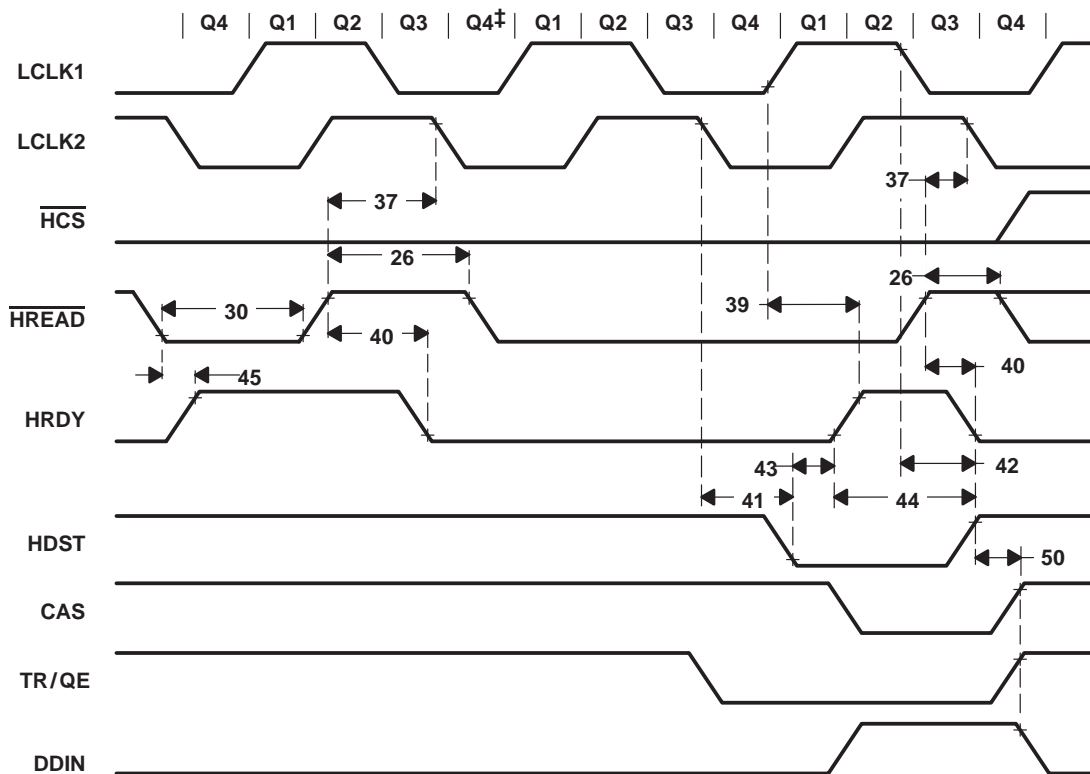 Q4 Q1 Q2 Q3 Q4‡ Q1 Q2 Q3 Q4 Q1 Q2 Q3 Q4
LCLK1
LCLK2
37
37
HCS
26
26
30
39
HREAD
40
40
45
HRDY
43
42
41
44
HDST
50
CAS
TR/QE
DDIN